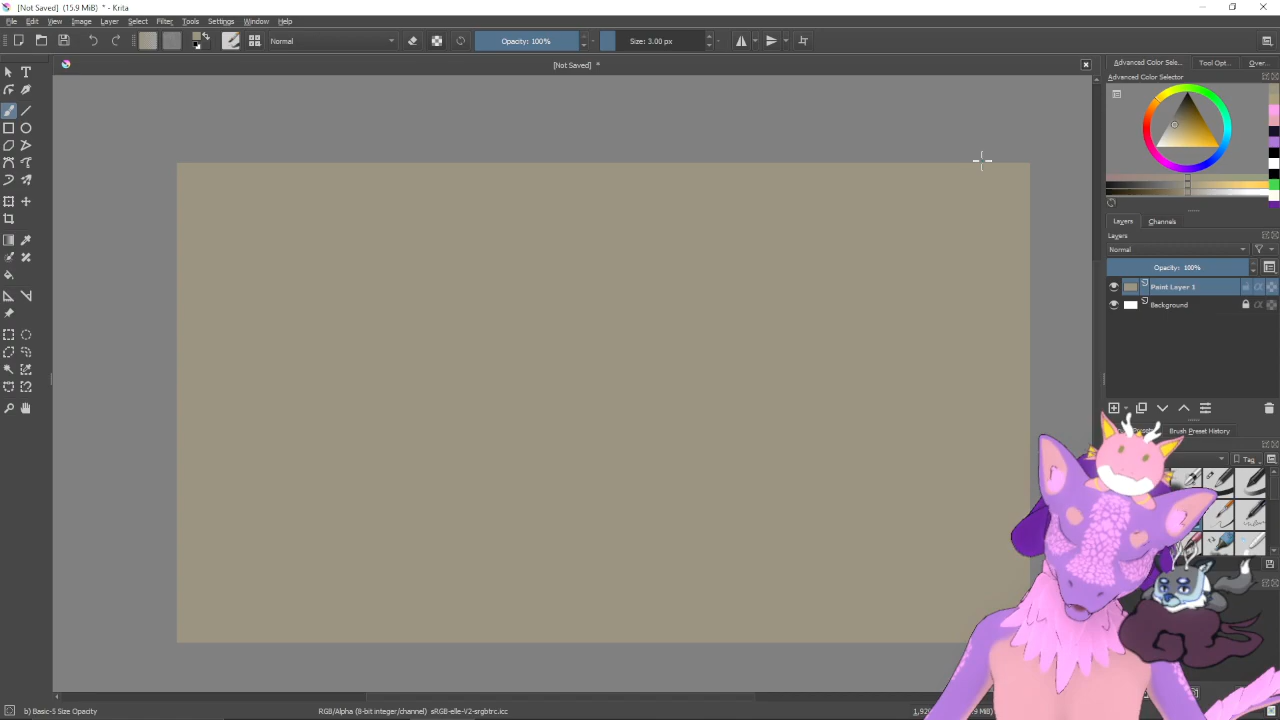 [Not Saved] (15.9 MiB) * - Krita
File Edit View Image Layer Select Filter Tools Settings Window Help
Normal
Opacity: 100%
Size: 3.00 px
[Not Saved] *
Advanced Color Sele... Tool Opt... Over...
Advanced Color Selector
Layers Channels
Layers
Normal
Opacity: 100%
Paint Layer 1
Background
Brush Preset History
Tag
b) Basic-5 Size Opacity
RGB/Alpha (8-bit integer/channel) sRGB-elle-V2-srgbtrc.icc